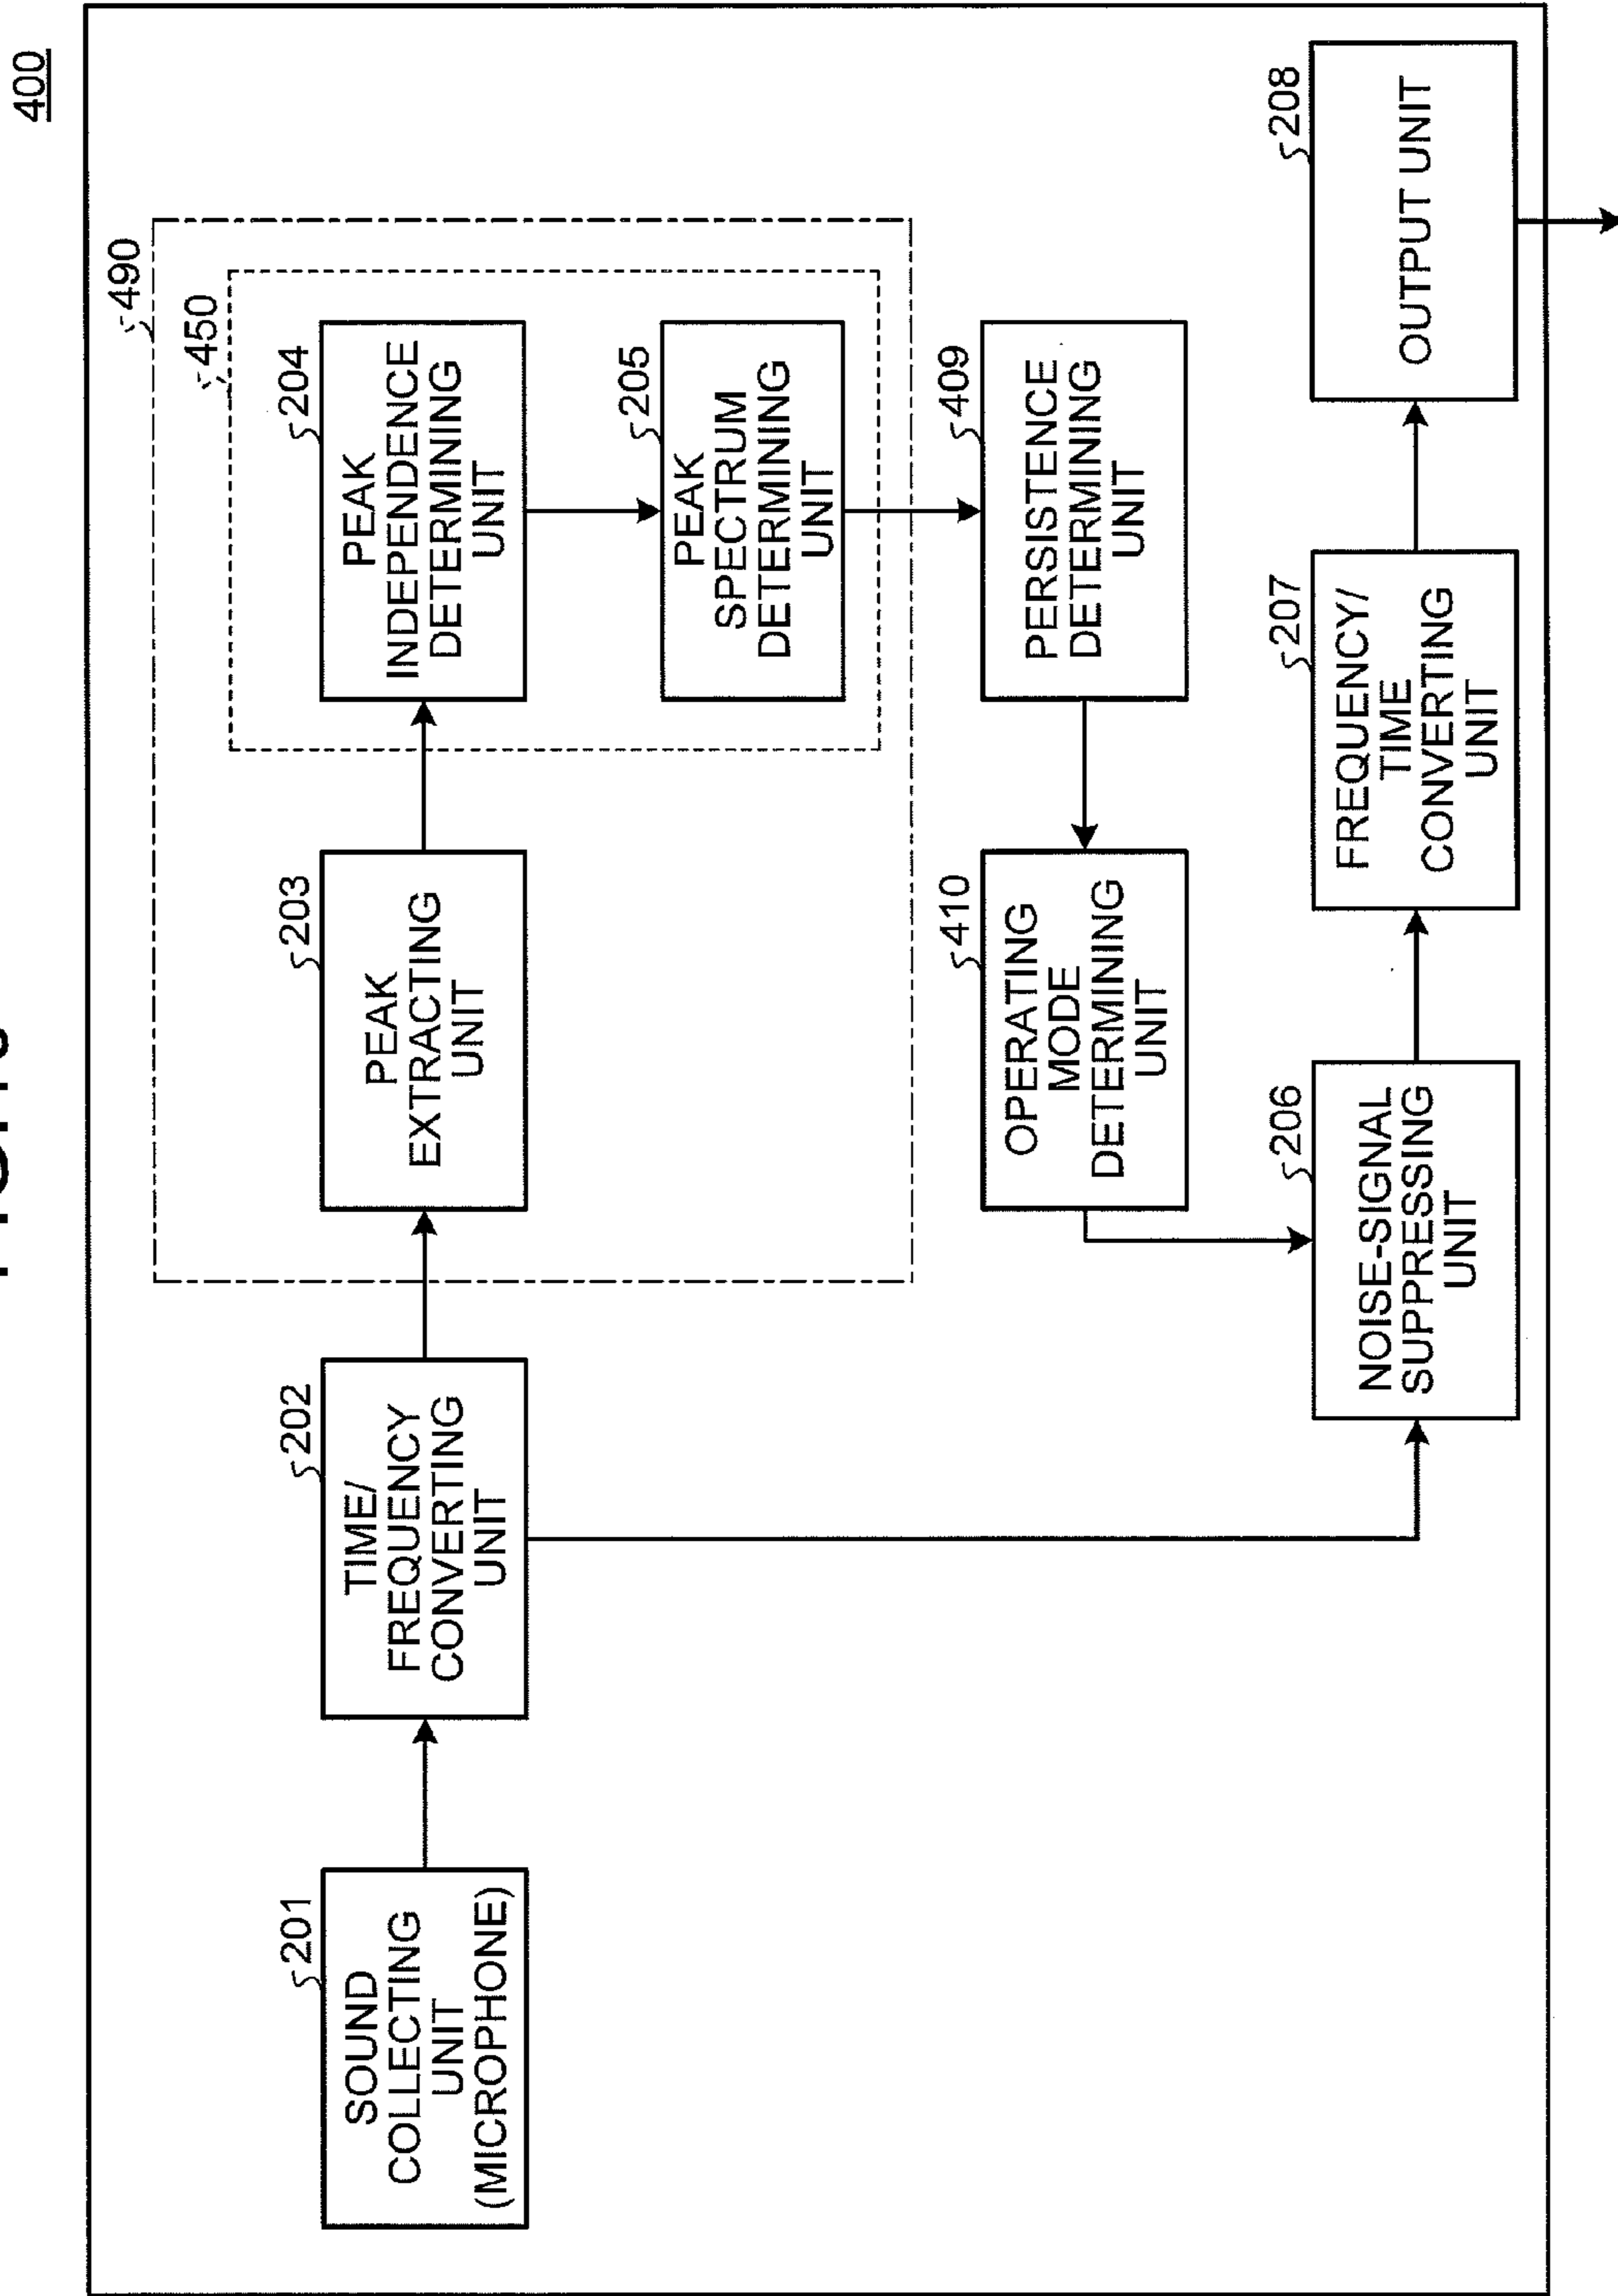 400
490
450
201
SOUND
COLLECTING
UNIT
(MICROPHONE)
202
TIME/
FREQUENCY
CONVERTING
UNIT
203
PEAK
EXTRACTING
UNIT
204
PEAK
INDEPENDENCE
DETERMINING
UNIT
205
PEAK
SPECTRUM
DETERMINING
UNIT
409
PERSISTENCE
DETERMINING
UNIT
410
OPERATING
MODE
DETERMINING
UNIT
206
NOISE-SIGNAL
SUPPRESSING
UNIT
207
FREQUENCY/
TIME
CONVERTING
UNIT
208
OUTPUT UNIT